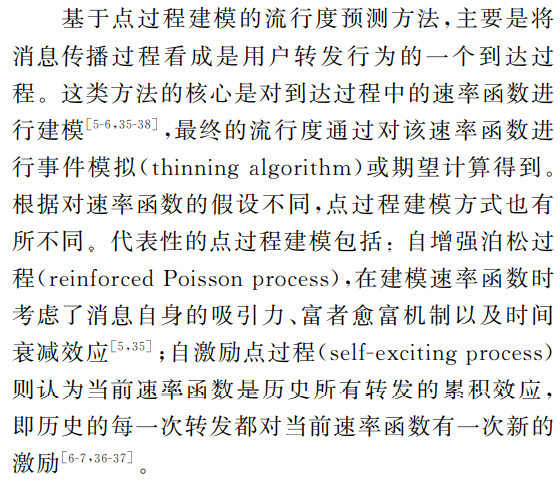 基于点过程建模的流行度预测方法,主要是将
消息传播过程看成是用户转发行为的一个到达过
程。这类方法的核心是对到达过程中的速率函数进
行建模[5-6,35-38],最终的流行度通过对该速率函数进
行事件模拟(thinning algorithm)或期望计算得到。
根据对速率函数的假设不同,点过程建模方式也有
所不同。代表性的点过程建模包括:自增强泊松过
程(reinforced Poisson process),在建模速率函数时
考虑了消息自身的吸引力、富者愈富机制以及时间
衰减效应[5,35];自激励点过程(self-exciting process)
则认为当前速率函数是历史所有转发的累积效应,
即历史的每一次转发都对当前速率函数有一次新的
激励[6-7,36-37]。